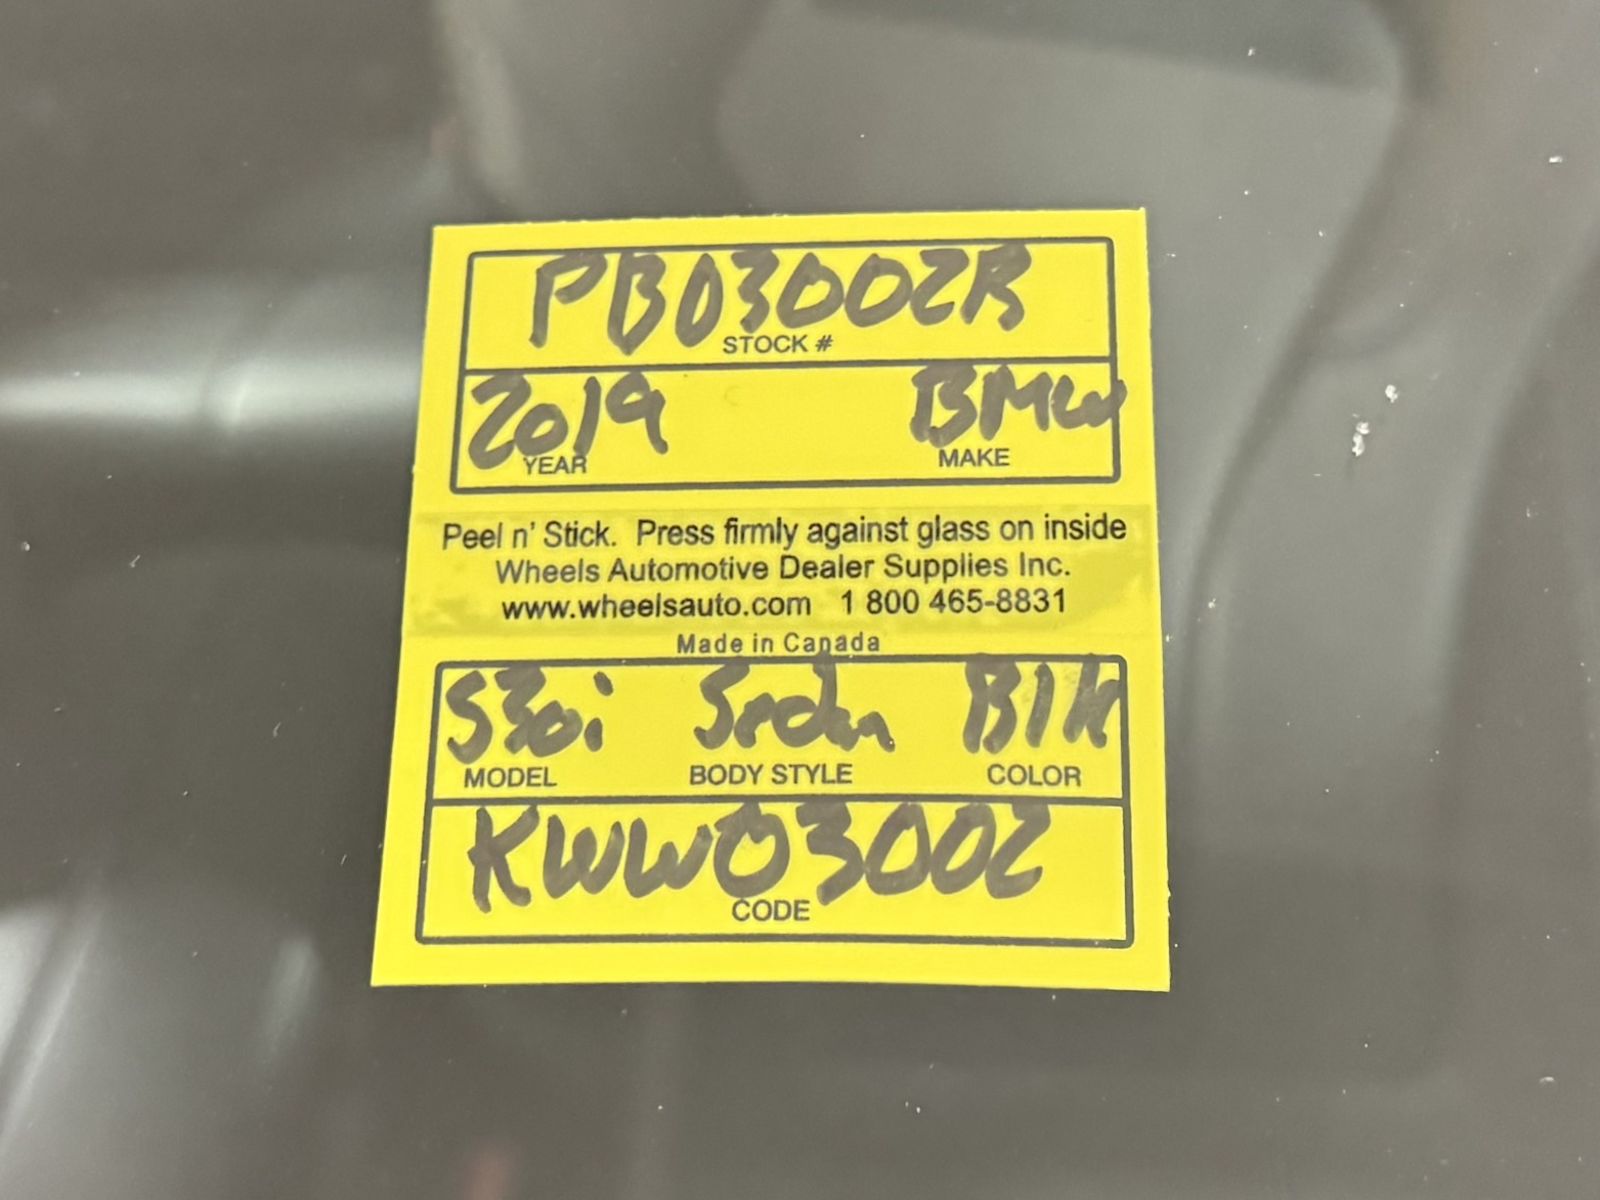 PB03002R
STOCK #
2019 BMW
YEAR MAKE
Peel n' Stick. Press firmly against glass on inside
Wheels Automotive Dealer Supplies Inc.
www.wheelsauto.com 1 800 465-8831
Made in Canada
530i Sedan Blk
MODEL BODY STYLE COLOR
KWW03002
CODE